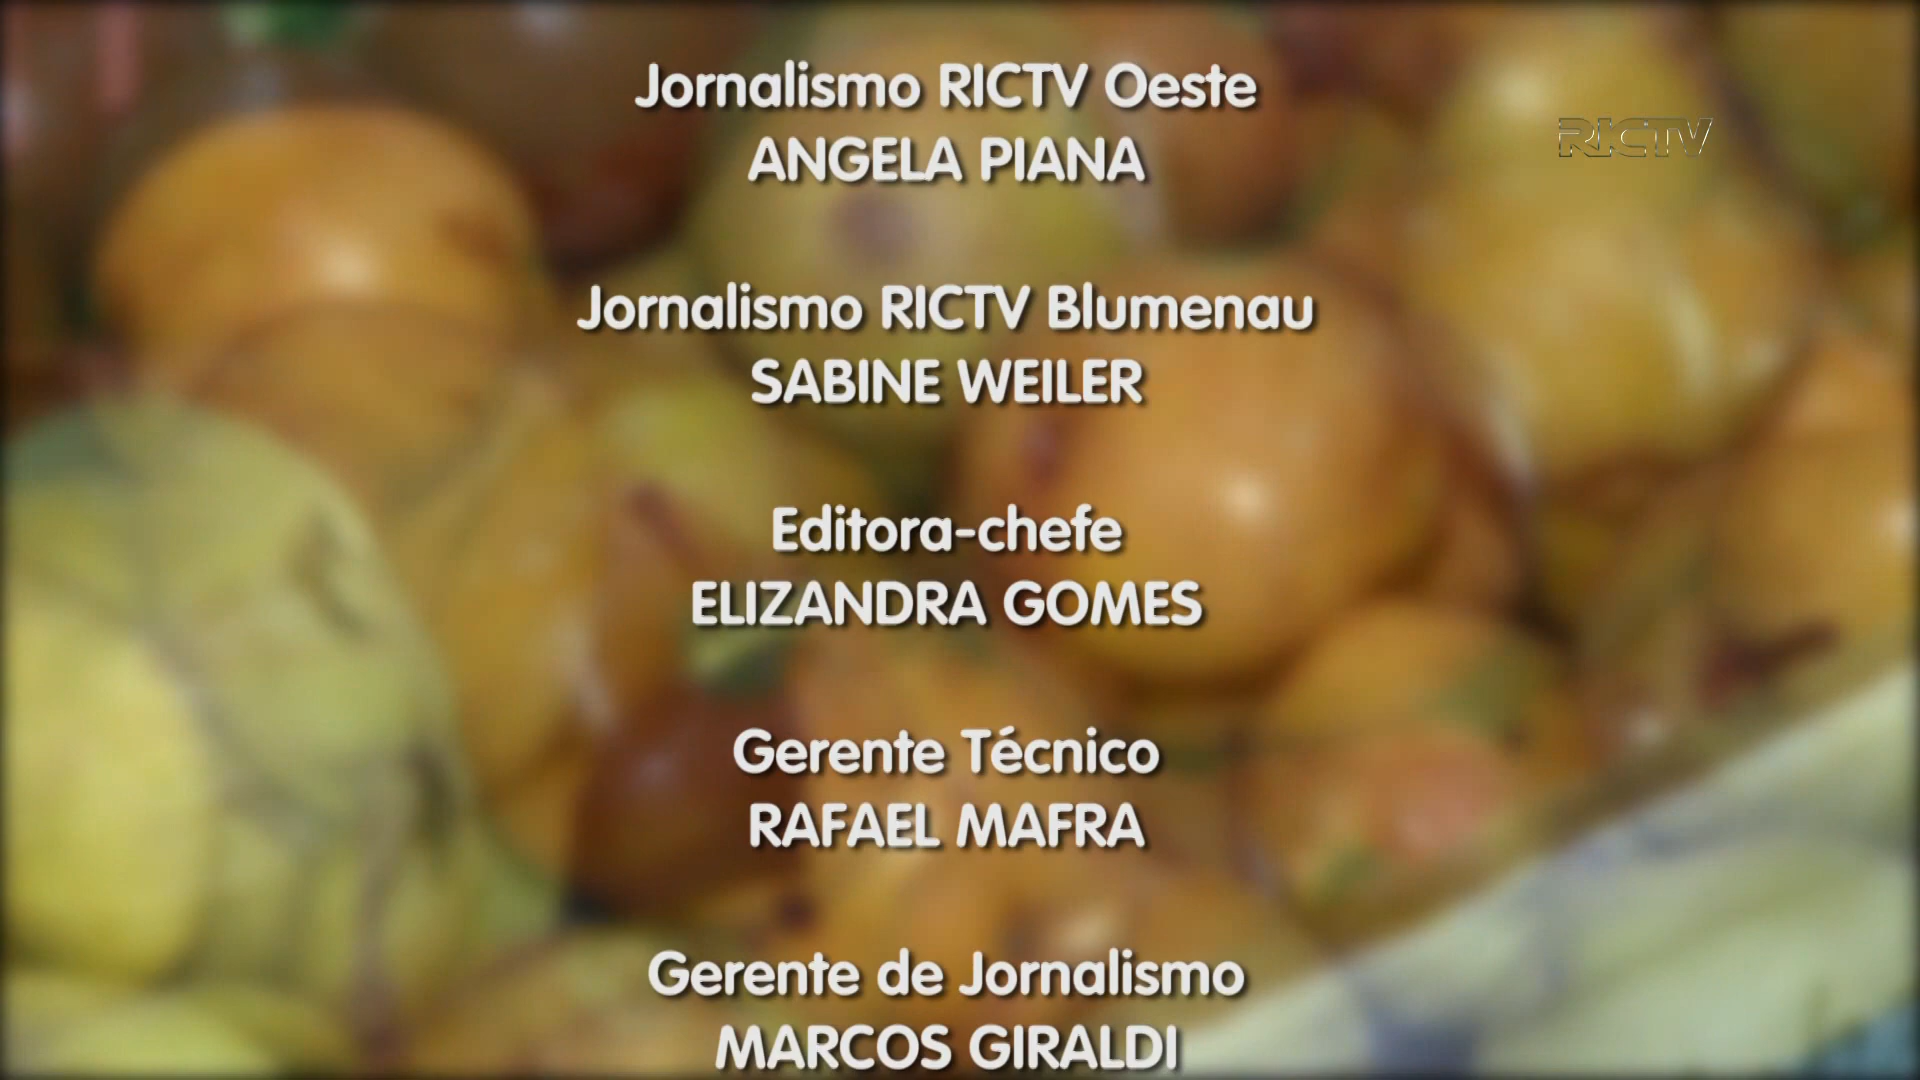 Jornalismo RICTV Oeste
ANGELA PIANA
RICTV
Jornalismo RICTV Blumenau
SABINE WEILER
Editora-chefe
ELIZANDRA GOMES
Gerente Técnico
RAFAEL MAFRA
Gerente de Jornalismo
MARCOS GIRALDI